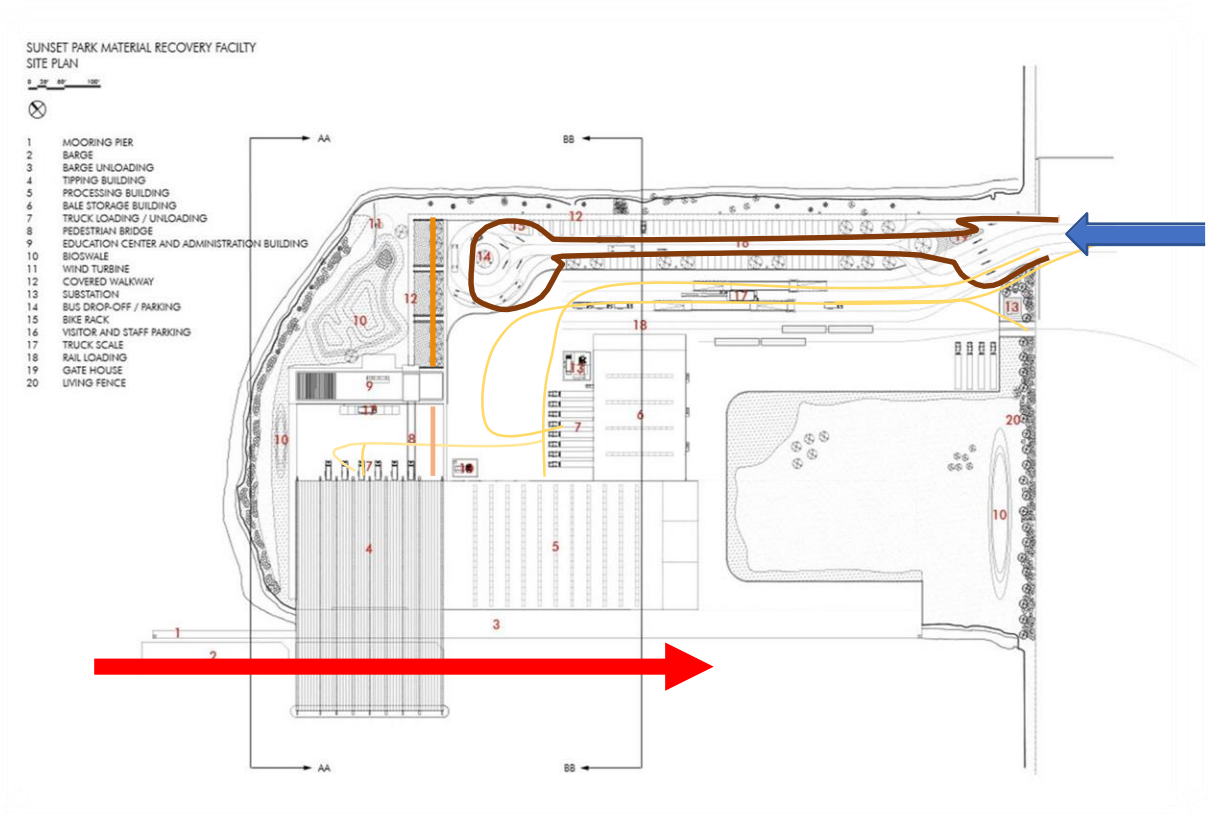 SUNSET PARK MATERIAL RECOVERY FACILTY
SITE PLAN
0 100'
1 MOORING PIER
2 BARGE
3 BARGE UNLOADING
4 TIPPING BUILDING
5 PROCESSING BUILDING
6 BALE STORAGE BUILDING
7 TRUCK LOADING / UNLOADING
8 PEDESTRIAN BRIDGE
9 EDUCATION CENTER AND ADMINISTRATION BUILDING
10 BIOSWALE
11 WIND TURBINE
12 COVERED WALKWAY
13 SUBSTATION
14 BUS DROP-OFF / PARKING
15 BIKE RACK
16 VISITOR AND STAFF PARKING
17 TRUCK SCALE
18 RAIL LOADING
19 GATE HOUSE
20 LIVING FENCE
AA
BB
11
12
15
16
14
12
10
17
13
18
13
9
6
20
10
8
7
7
10
4
5
3
1
2
AA
BB